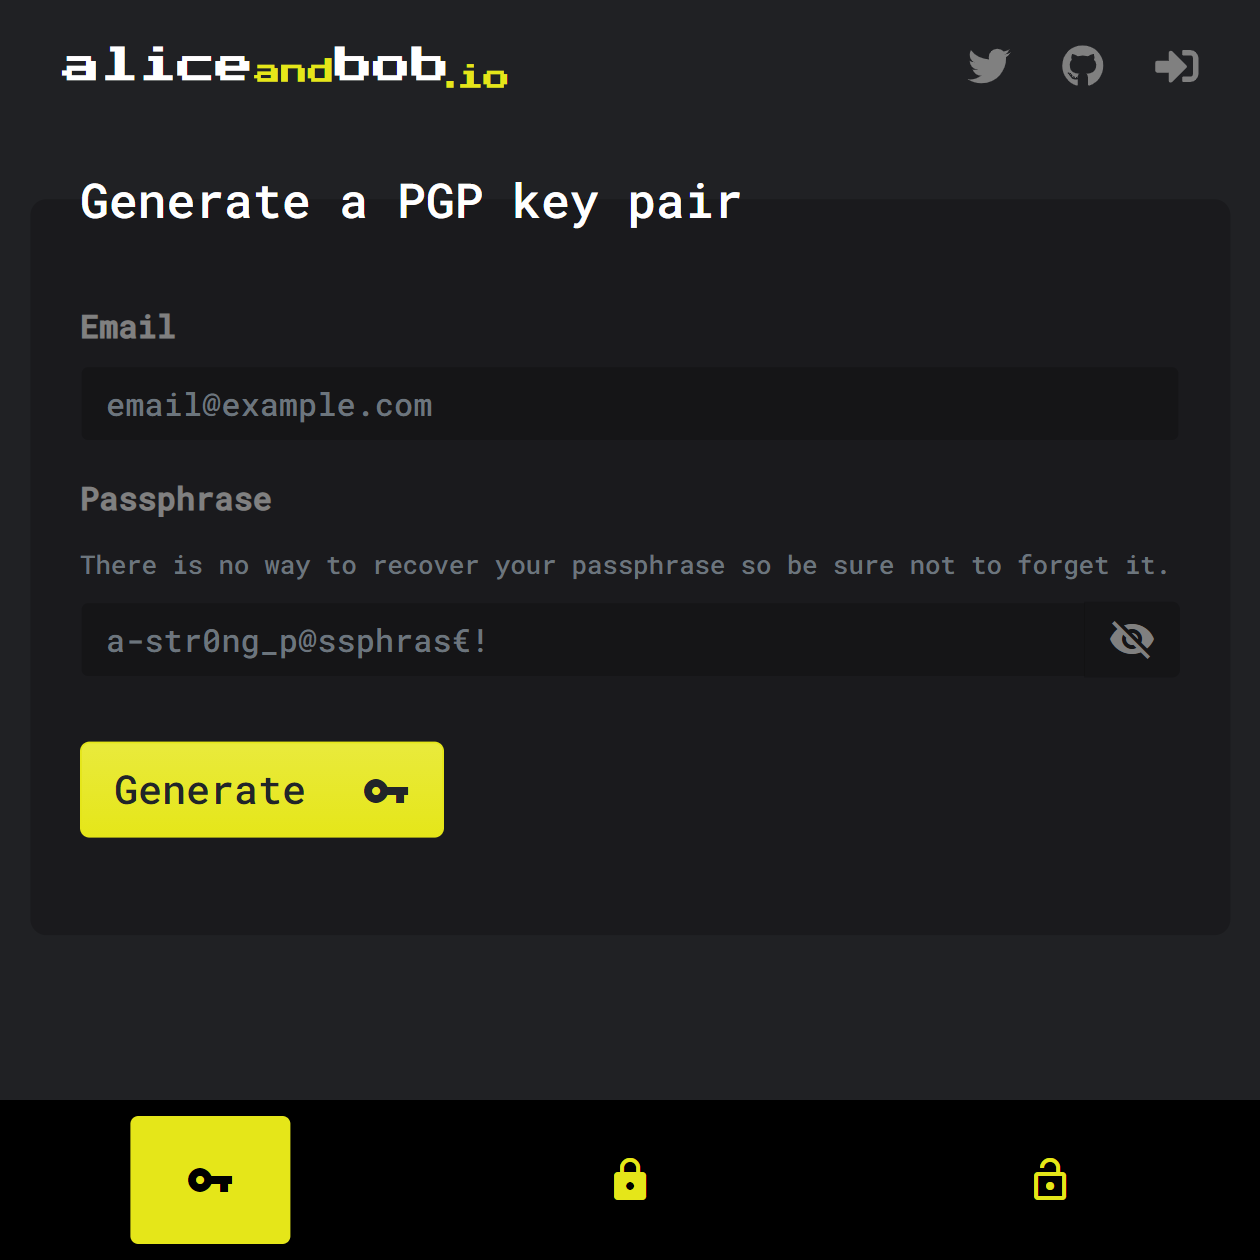 aliceandbob.io
Generate a PGP key pair
Email
email@example.com
Passphrase
There is no way to recover your passphrase so be sure not to forget it.
a-str0ng_p@ssphras€!
Generate